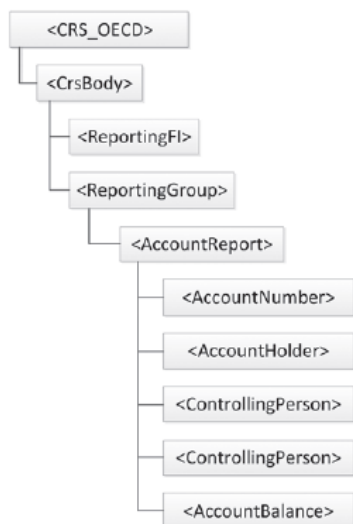 <CRS_OECD>
<CrsBody>
<ReportingFI>
<ReportingGroup>
<AccountReport>
<AccountNumber>
<AccountHolder>
<ControllingPerson>
<ControllingPerson>
<AccountBalance>